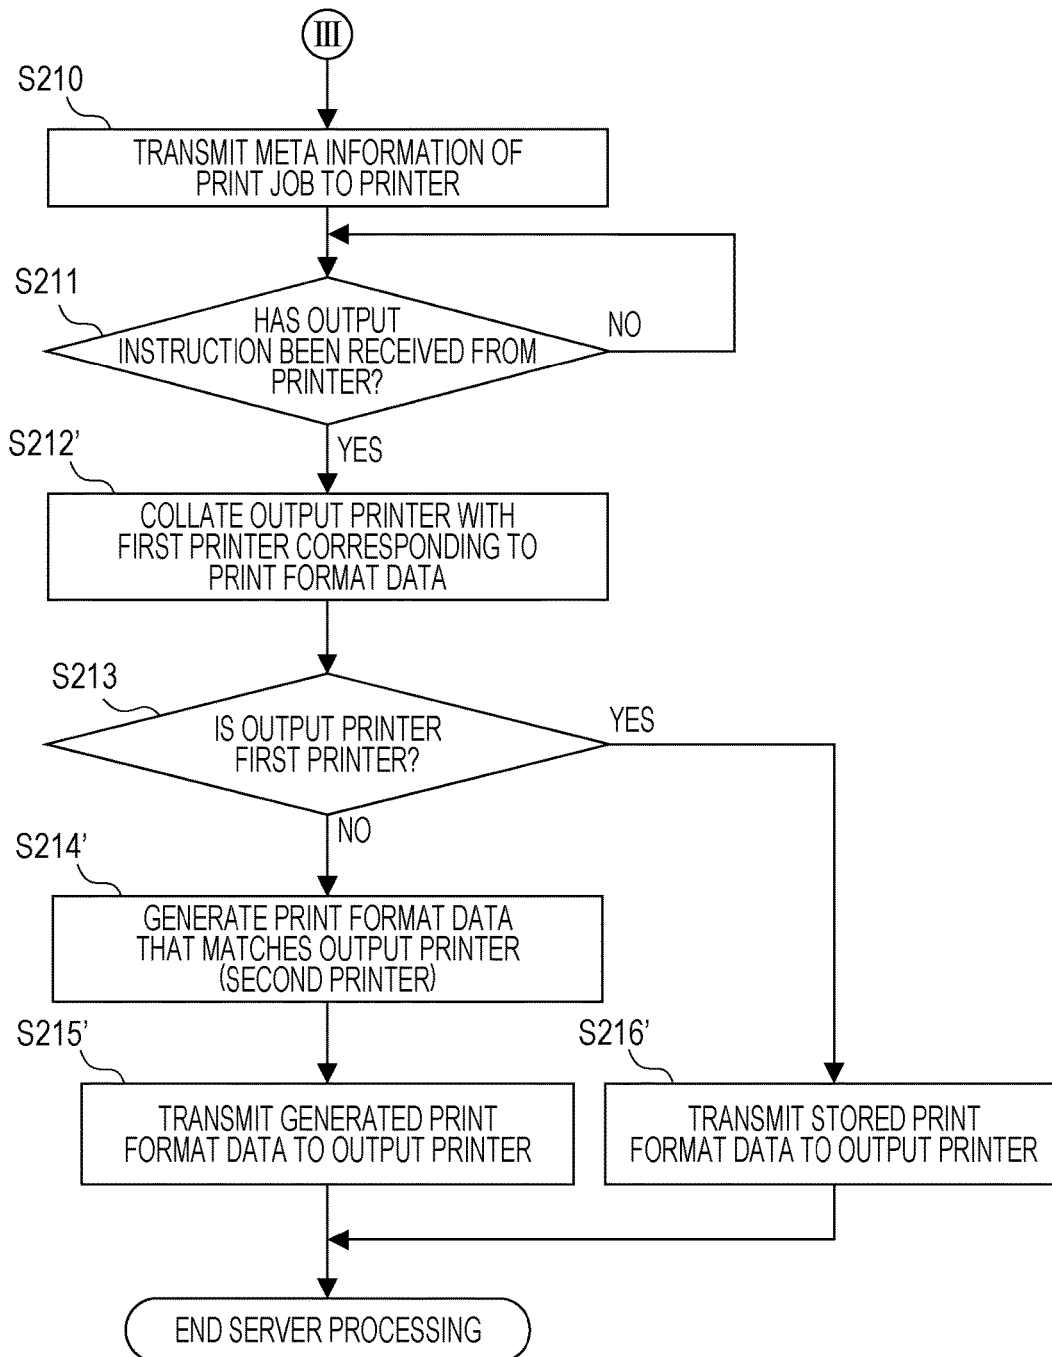 III
S210
TRANSMIT META INFORMATION OF
PRINT JOB TO PRINTER
S211
HAS OUTPUT
INSTRUCTION BEEN RECEIVED FROM
PRINTER?
NO
YES
S212'
COLLATE OUTPUT PRINTER WITH
FIRST PRINTER CORRESPONDING TO
PRINT FORMAT DATA
S213
IS OUTPUT PRINTER
FIRST PRINTER?
YES
NO
S214'
GENERATE PRINT FORMAT DATA
THAT MATCHES OUTPUT PRINTER
(SECOND PRINTER)
S215'
TRANSMIT GENERATED PRINT
FORMAT DATA TO OUTPUT PRINTER
S216'
TRANSMIT STORED PRINT
FORMAT DATA TO OUTPUT PRINTER
END SERVER PROCESSING